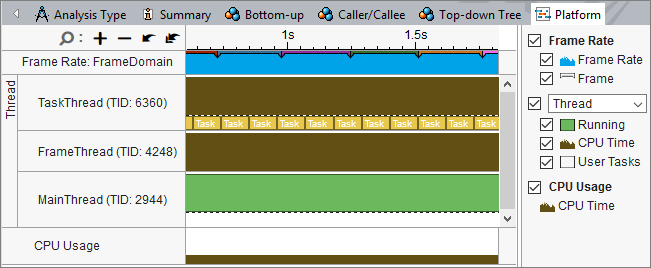 Analysis Type Summary Bottom-up Caller/Callee Top-down Tree Platform
1s 1.5s
Frame Rate: FrameDomain
Thread
TaskThread (TID: 6360)
Task Task Task Task Task Task Task Task Task Task Task
FrameThread (TID: 4248)
MainThread (TID: 2944)
CPU Usage
Frame Rate
Frame Rate
Frame
Thread
Running
CPU Time
User Tasks
CPU Usage
CPU Time